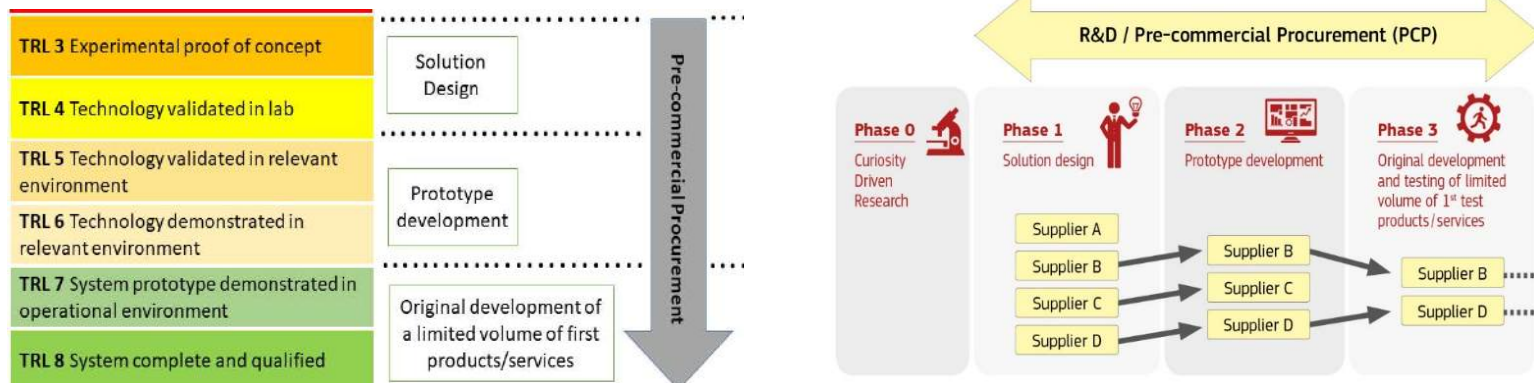 TRL 3 Experimental proof of concept
TRL 4 Technology validated in lab
TRL 5 Technology validated in relevant
environment
TRL 6 Technology demonstrated in
relevant environment
TRL 7 System prototype demonstrated in
operational environment
TRL 8 System complete and qualified
Solution
Design
Prototype
development
Original development of
a limited volume of first
products/services
Pre-commercial Procurement
R&D / Pre-commercial Procurement (PCP)
Phase 0
Curiosity
Driven
Research
Phase 1
Solution design
Supplier A
Supplier B
Supplier C
Supplier D
Phase 2
Prototype development
Supplier B
Supplier C
Supplier D
Phase 3
Original development
and testing of limited
volume of 1st test
products/services
Supplier B
Supplier D